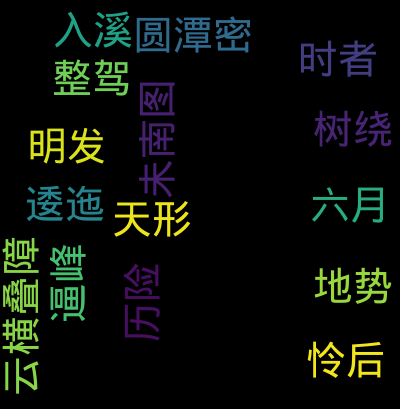 入溪
圆潭密
时者
整驾
未南图
树绕
明发
逶迤
天形
六月
云横叠障
逼峰
历险
地势
怜后